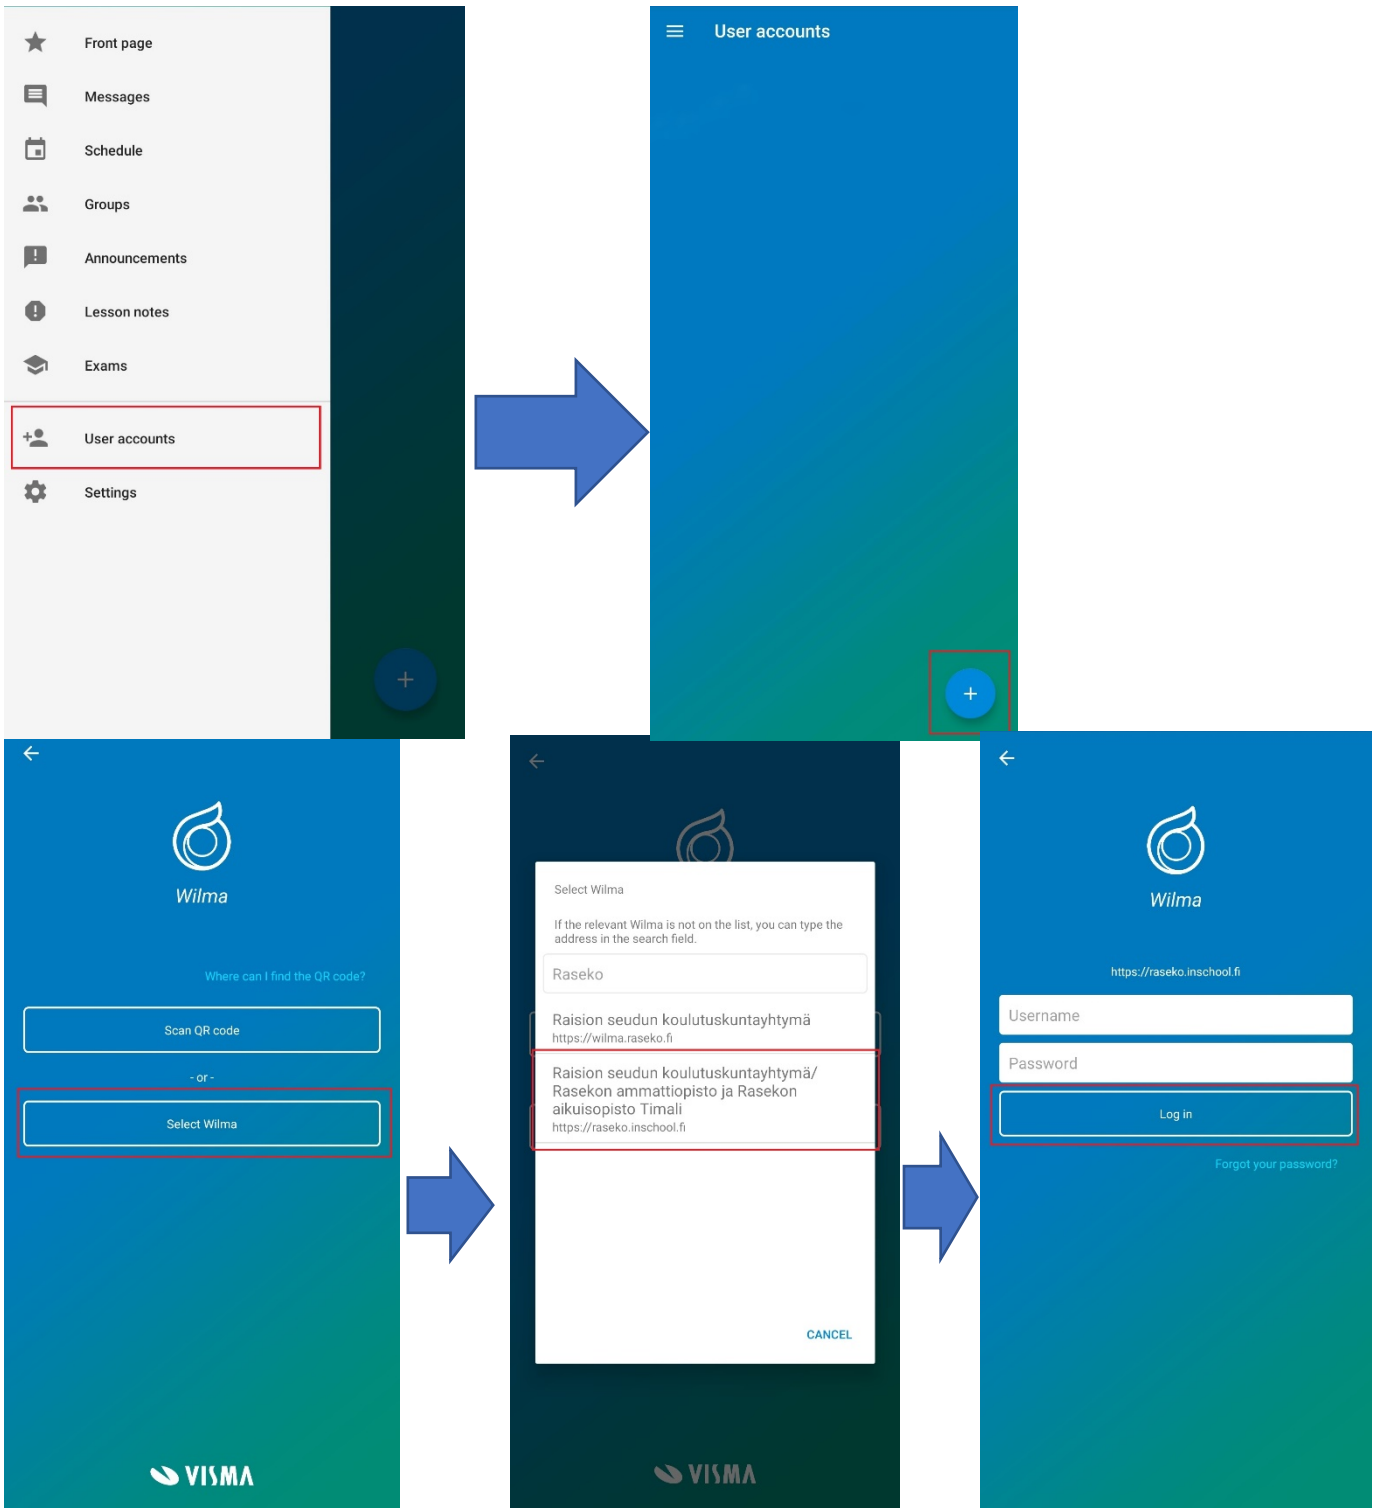 Front page
Messages
Schedule
Groups
Announcements
Lesson notes
Exams
User accounts
Settings
User accounts
Wilma
Where can I find the QR code?
Scan QR code
- or -
Select Wilma
VISMA
Select Wilma
If the relevant Wilma is not on the list, you can type the
address in the search field.
Raseko
Raision seudun koulutuskuntayhtymä
https://wilma.raseko.fi
Raision seudun koulutuskuntayhtymä/
Rasekon ammattiopisto ja Rasekon
aikuisopisto Timali
https://raseko.inschool.fi
CANCEL
VISMA
Wilma
https://raseko.inschool.fi
Username
Password
Log in
Forgot your password?